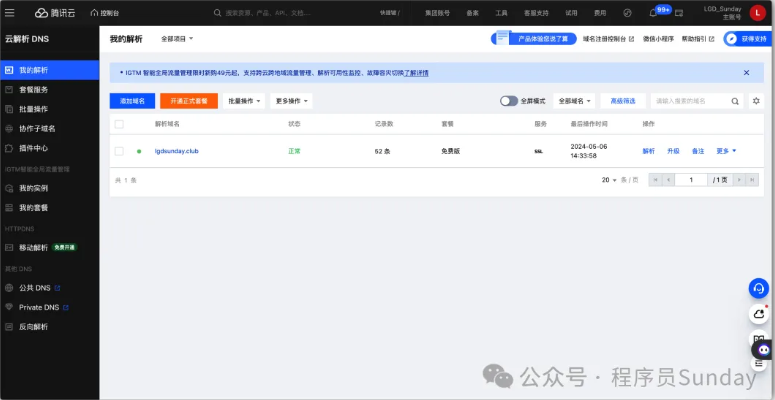 腾讯云 控制台 搜索资源、产品、API、文档... 快捷键 / 集团账号 备案 工具 客服支持 试用 费用 99+ LGD_Sunday 主账号 L
云解析 DNS
我的解析 全部项目 产品体验您说了算 域名注册控制台 微信小程序 帮助指引 获得支持
我的解析
套餐服务
批量操作
协作子域名
插件中心
IGTM智能全局流量管理
我的实例
我的套餐
HTTPDNS
移动解析 免费开通
其他 DNS
公共 DNS
Private DNS
反向解析
• IGTM 智能全局流量管理限时新购49元起，支持跨云跨地域流量管理、解析可用性监控、故障容灾切换了解详情
添加域名 开通正式套餐 批量操作 更多操作 全屏模式 全部域名 高级筛选 请输入搜索的域名
解析域名 状态 记录数 套餐 服务 最后操作时间 操作
lgdsunday.club 正常 52 条 免费版 SSL 2024-05-06 解析 升级 备注 更多
14:33:58
共 1 条 20 条 / 页 1 / 1 页
公众号 · 程序员Sunday